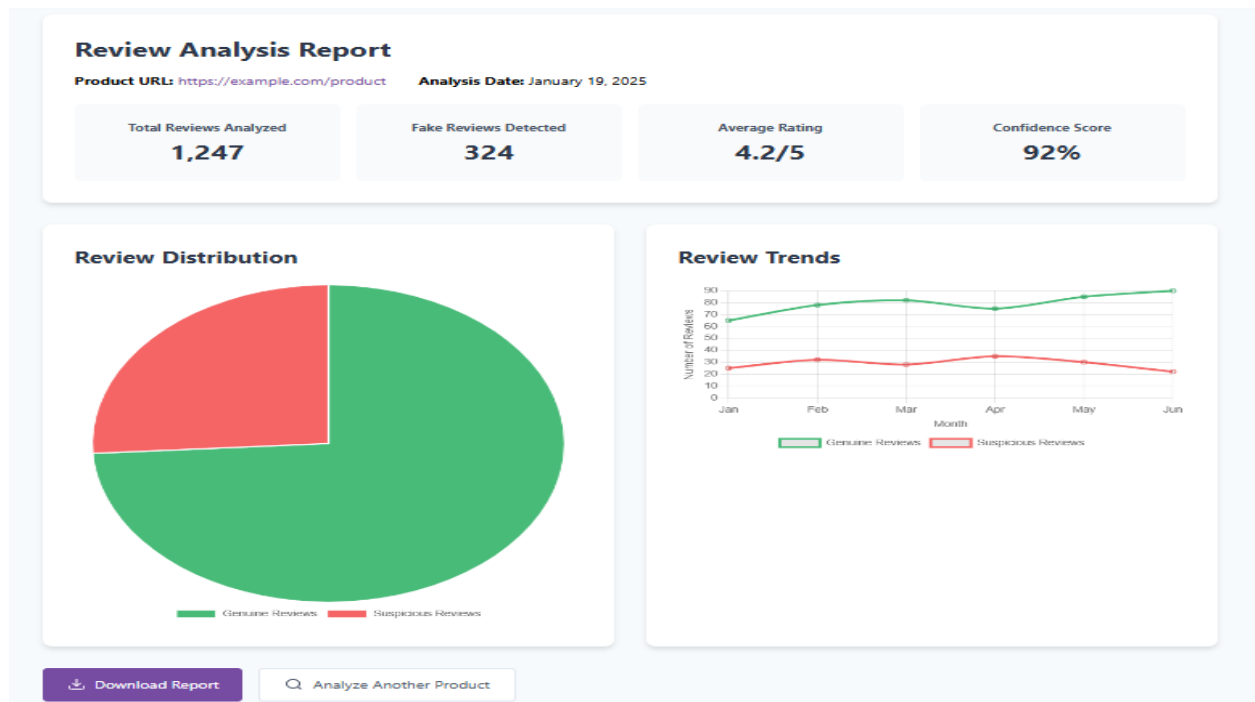 Review Analysis Report
Product URL: https://example.com/product Analysis Date: January 19, 2025
Total Reviews Analyzed
1,247
Fake Reviews Detected
324
Average Rating
4.2/5
Confidence Score
92%
Review Distribution
Genuine Reviews Suspicious Reviews
Review Trends
Number of Reviews
90
80
70
60
50
40
30
20
10
0
Jan Feb Mar Apr May Jun
Month
Genuine Reviews Suspicious Reviews
Download Report
Analyze Another Product